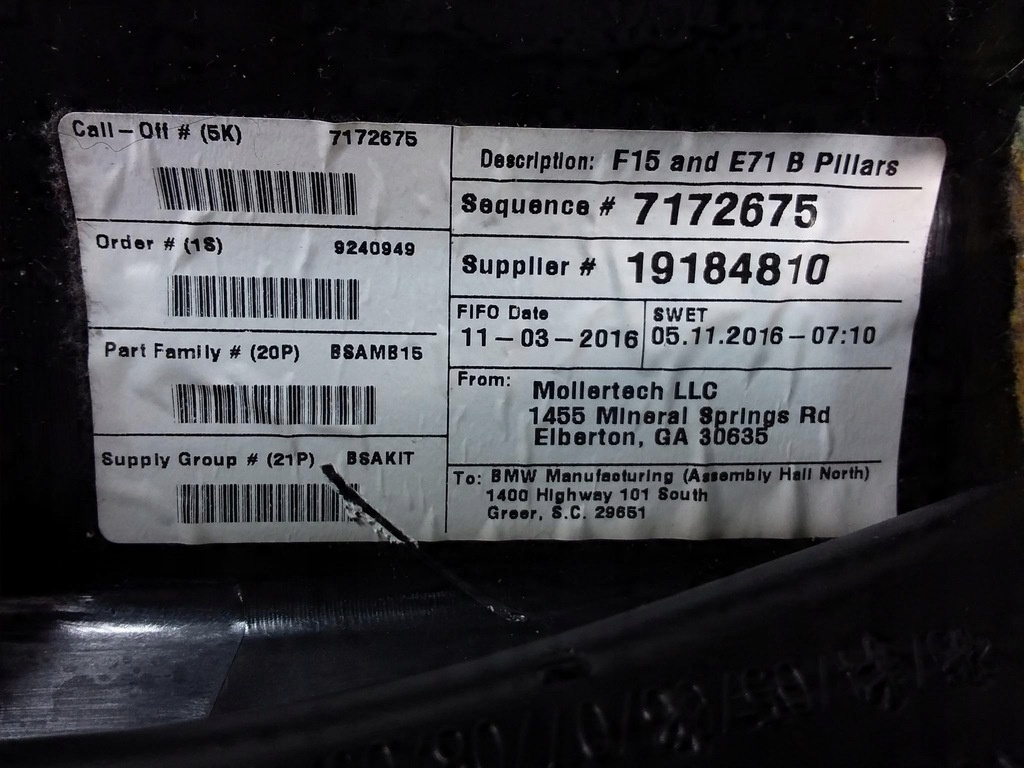 Call-Off # (5K) 7172675
Order # (1S) 9240949
Part Family # (20P) BSAMB15
Supply Group # (21P) BSAKIT
Description: F15 and E71 B Pillars
Sequence # 7172675
Supplier # 19184810
FIFO Date
11-03-2016
SWET
05.11.2016-07:10
From: Mollertech LLC
1455 Mineral Springs Rd
Elberton, GA 30635
To: BMW Manufacturing (Assembly Hall North)
1400 Highway 101 South
Greer, S.C. 29651